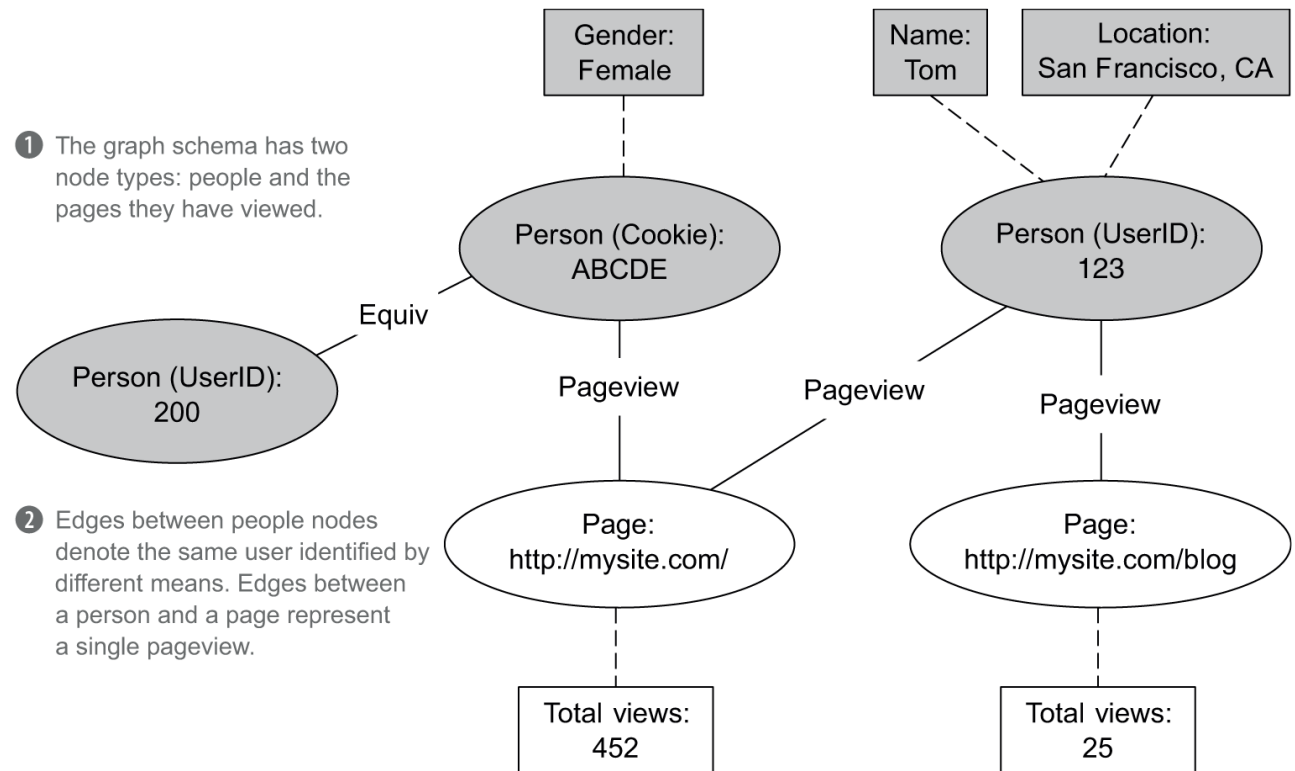 Gender:
Female
Name:
Tom
Location:
San Francisco, CA
1 The graph schema has two
node types: people and the
pages they have viewed.
Person (Cookie):
ABCDE
Person (UserID):
123
Equiv
Person (UserID):
200
Pageview
Pageview
Pageview
2 Edges between people nodes
denote the same user identified by
different means. Edges between
a person and a page represent
a single pageview.
Page:
http://mysite.com/
Page:
http://mysite.com/blog
Total views:
452
Total views:
25